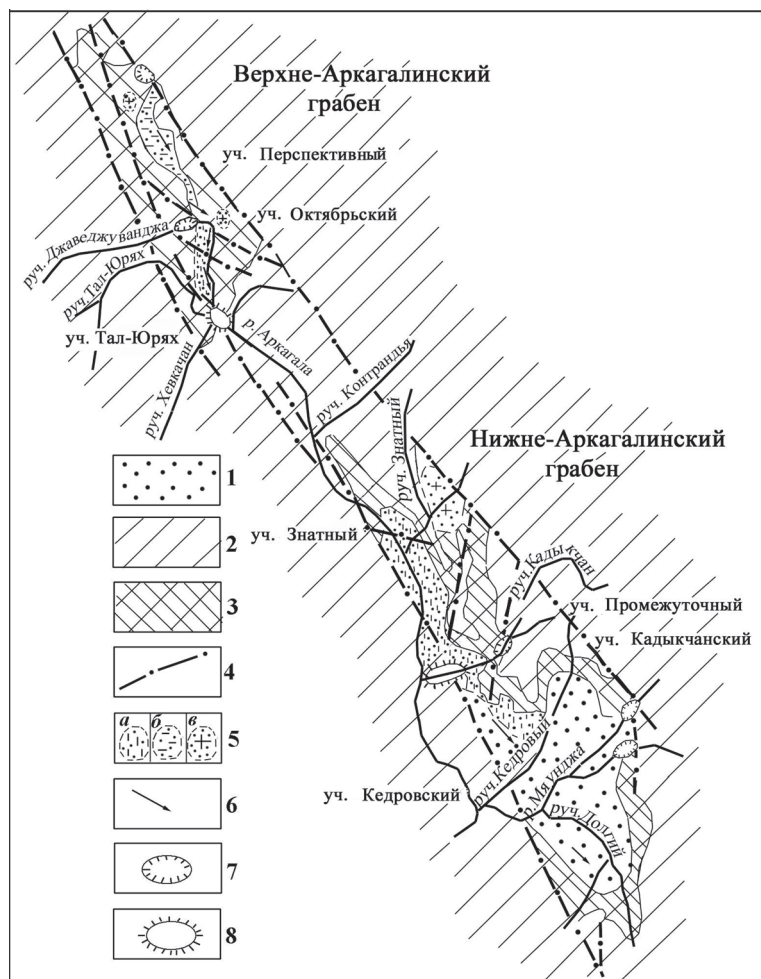 Верхне-Аркагалинский
грабен
уч. Перспективный
уч. Октябрьский
руч. Джаведжуванджа
руч.Тал-Юрях
уч. Тал-Юрях
руч. Хевкачан
р. Аркагала
руч. Контрандья
руч. Знатный
Нижне-Аркагалинский
грабен
уч. Знатный
руч.Кадыкчан
уч. Промежуточный
уч. Кадыкчанский
уч. Кедровский
руч.Кедровый
р.Мяунджа
руч.Долгий
1
2
3
4
а б в 5
6
7
8